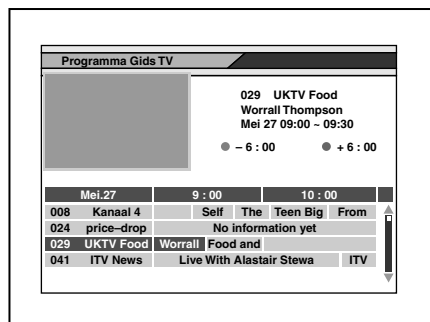 Programma Gids TV
029 UKTV Food
Worrall Thompson
Mei 27 09:00 ~ 09:30
– 6 : 00 + 6 : 00
Mei.27 9 : 00 10 : 00
008 Kanaal 4 Self The Teen Big From
024 price–drop No information yet
029 UKTV Food Worrall Food and
041 ITV News Live With Alastair Stewa ITV